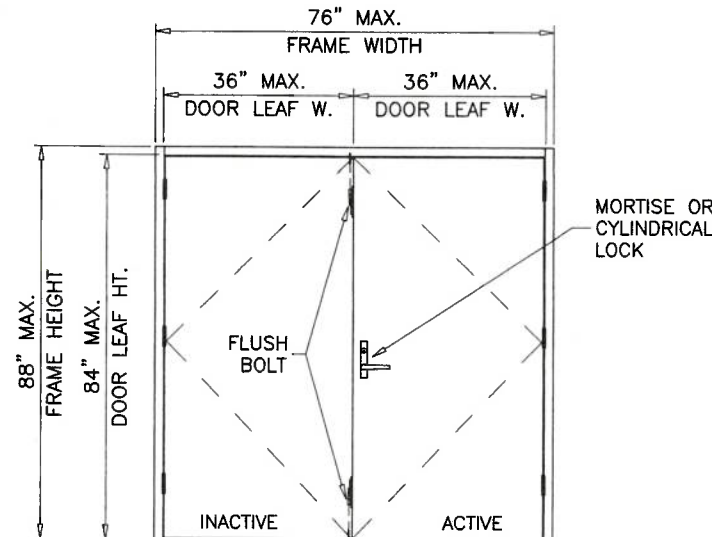 76" MAX.
FRAME WIDTH
36" MAX.
DOOR LEAF W.
36" MAX.
DOOR LEAF W.
88" MAX.
FRAME HEIGHT
84" MAX.
DOOR LEAF HT.
MORTISE OR
CYLINDRICAL
LOCK
FLUSH
BOLT
INACTIVE
ACTIVE